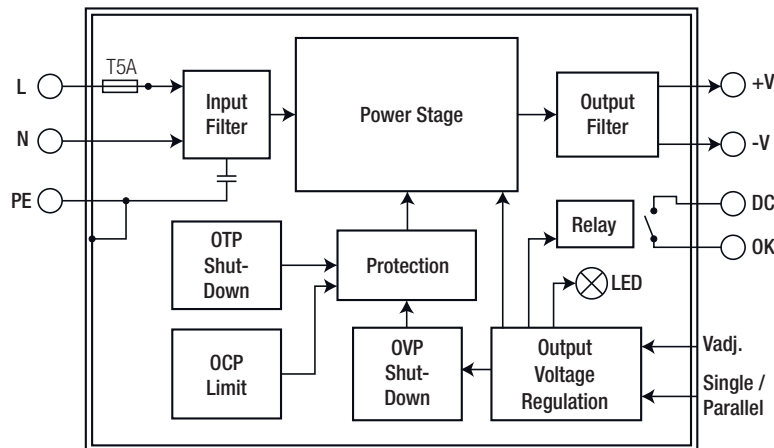 T5A
L
Input
Filter
Power Stage
Output
Filter
+V
N
-V
PE
DC
Relay
OK
OTP
Shut-
Down
Protection
LED
OCP
Limit
OVP
Shut-
Down
Output
Voltage
Regulation
Vadj.
Single /
Parallel